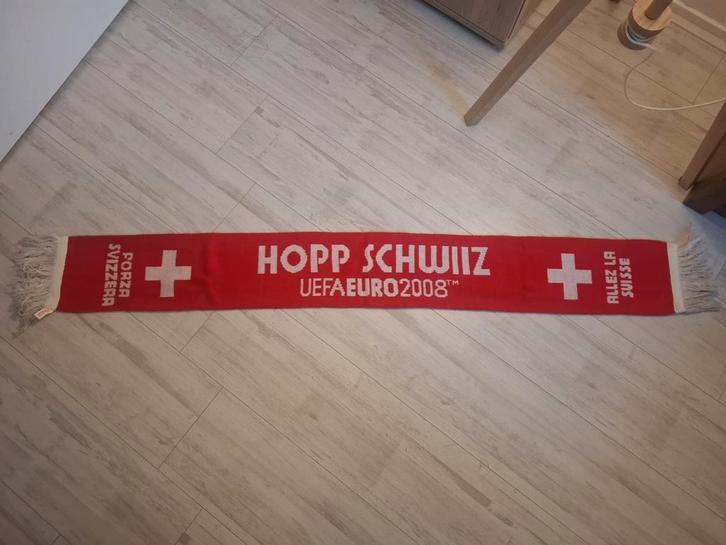 FORZA
SVIZZERA
HOPP SCHWIIZ
UEFAEURO2008™
ALLEZ LA
SUISSE